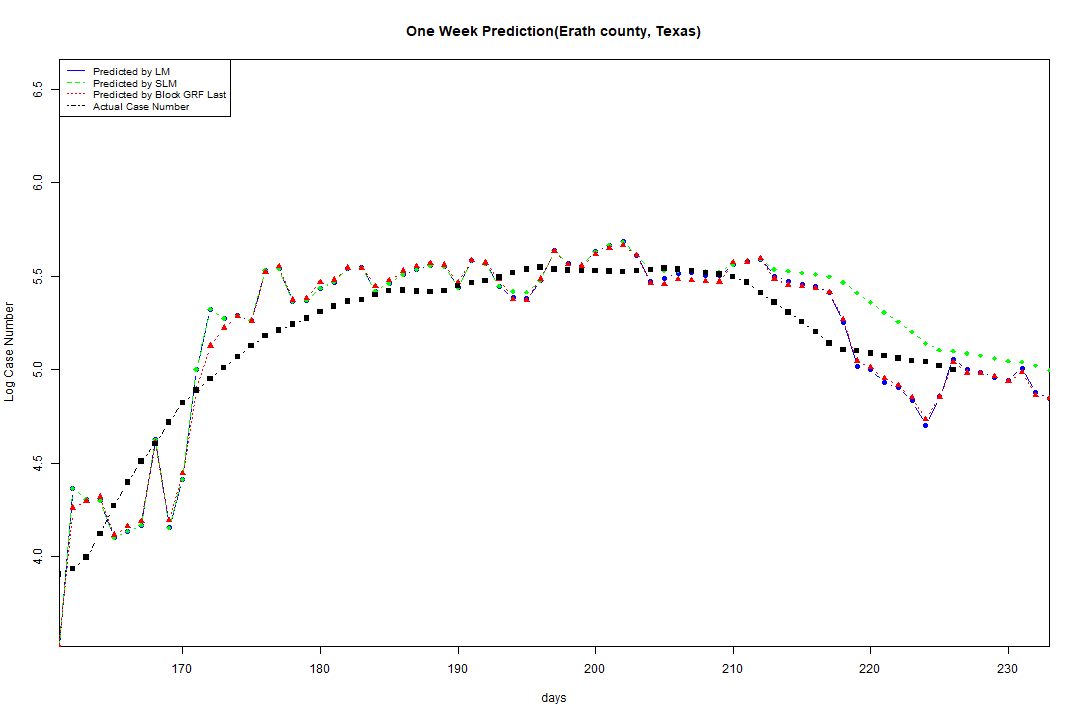 One Week Prediction(Erath county, Texas)
Predicted by LM
Predicted by SLM
Predicted by Block GRF Last
Actual Case Number
6.5
6.0
5.5
5.0
4.5
4.0
Log Case Number
170 180 190 200 210 220 230
days